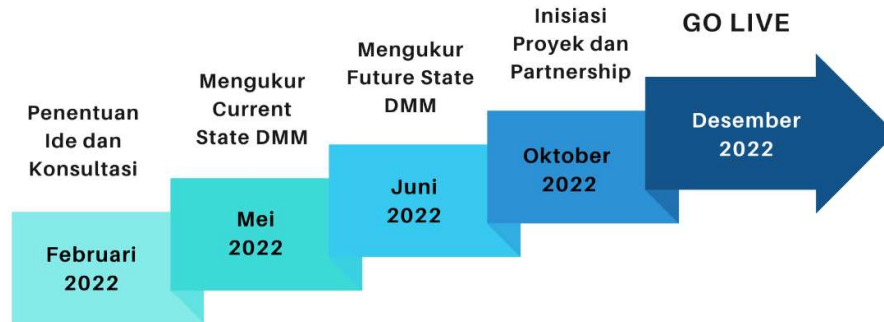 Penentuan
Ide dan
Konsultasi
Februari
2022
Mengukur
Current
State DMM
Mei
2022
Mengukur
Future State
DMM
Juni
2022
Inisiasi
Proyek dan
Partnership
Oktober
2022
GO LIVE
Desember
2022